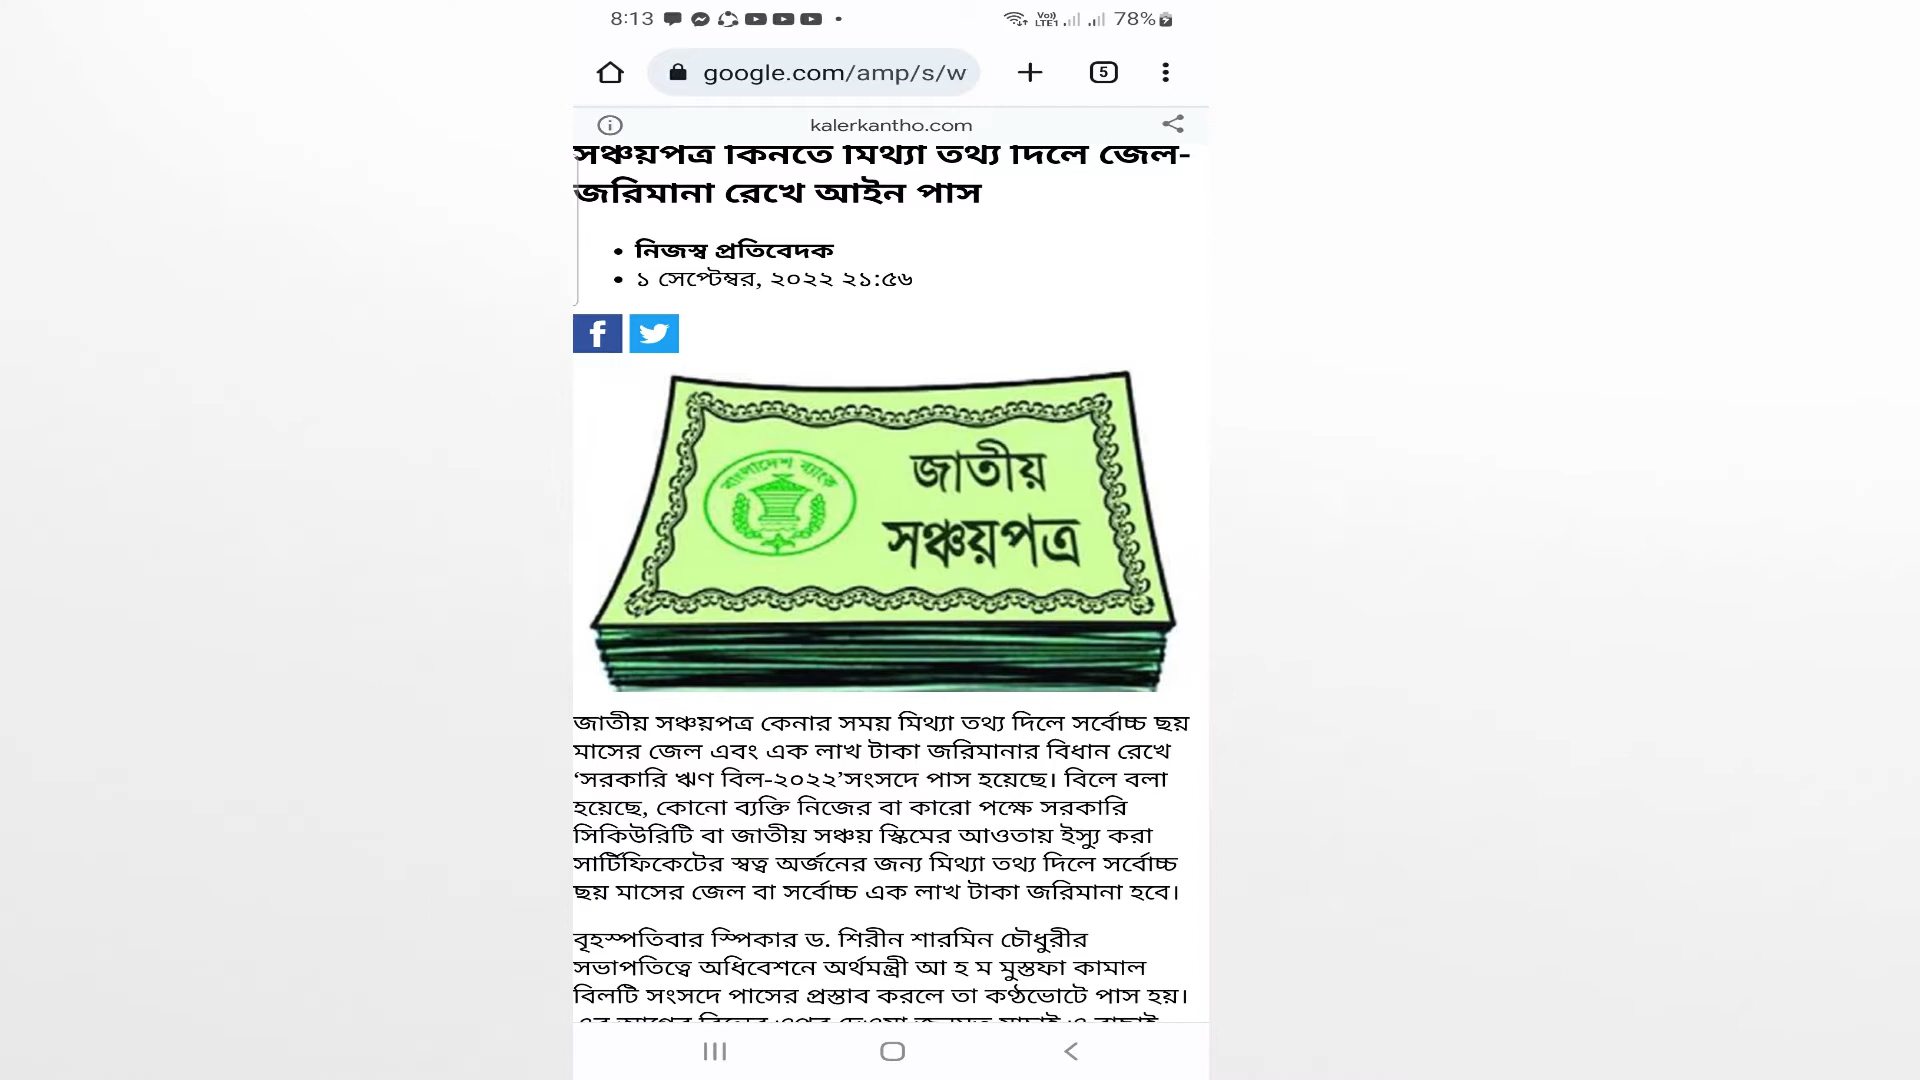 8:13
Vo)) LTE1 78%
google.com/amp/s/w
5
kalerkantho.com
সঞ্চয়পত্র কিনতে মিথ্যা তথ্য দিলে জেল-
জরিমানা রেখে আইন পাস
• নিজস্ব প্রতিবেদক
• ১ সেপ্টেম্বর, ২০২২ ২১:৫৬
বাংলাদেশ ব্যাংক
জাতীয়
সঞ্চয়পত্র
জাতীয় সঞ্চয়পত্র কেনার সময় মিথ্যা তথ্য দিলে সর্বোচ্চ ছয়
মাসের জেল এবং এক লাখ টাকা জরিমানার বিধান রেখে
‘সরকারি ঋণ বিল-২০২২’সংসদে পাস হয়েছে। বিলে বলা
হয়েছে, কোনো ব্যক্তি নিজের বা কারো পক্ষে সরকারি
সিকিউরিটি বা জাতীয় সঞ্চয় স্কিমের আওতায় ইস্যু করা
সার্টিফিকেটের স্বত্ব অর্জনের জন্য মিথ্যা তথ্য দিলে সর্বোচ্চ
ছয় মাসের জেল বা সর্বোচ্চ এক লাখ টাকা জরিমানা হবে।
বৃহস্পতিবার স্পিকার ড. শিরীন শারমিন চৌধুরীর
সভাপতিত্বে অধিবেশনে অর্থমন্ত্রী আ হ ম মুস্তফা কামাল
বিলটি সংসদে পাসের প্রস্তাব করলে তা কণ্ঠভোটে পাস হয়।